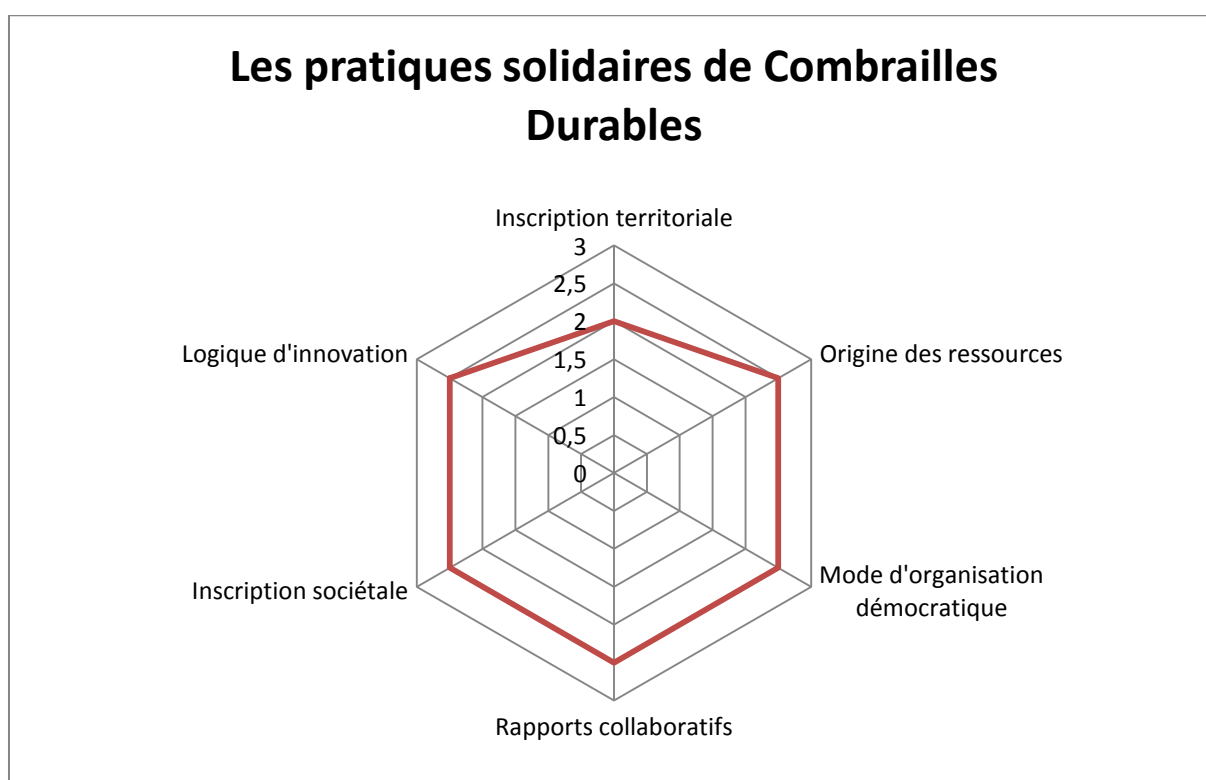 Les pratiques solidaires de Combrailles
Durables
Inscription territoriale
3
2,5
2
1,5
1
0,5
0
Logique d'innovation
Origine des ressources
Inscription sociétale
Mode d'organisation
démocratique
Rapports collaboratifs